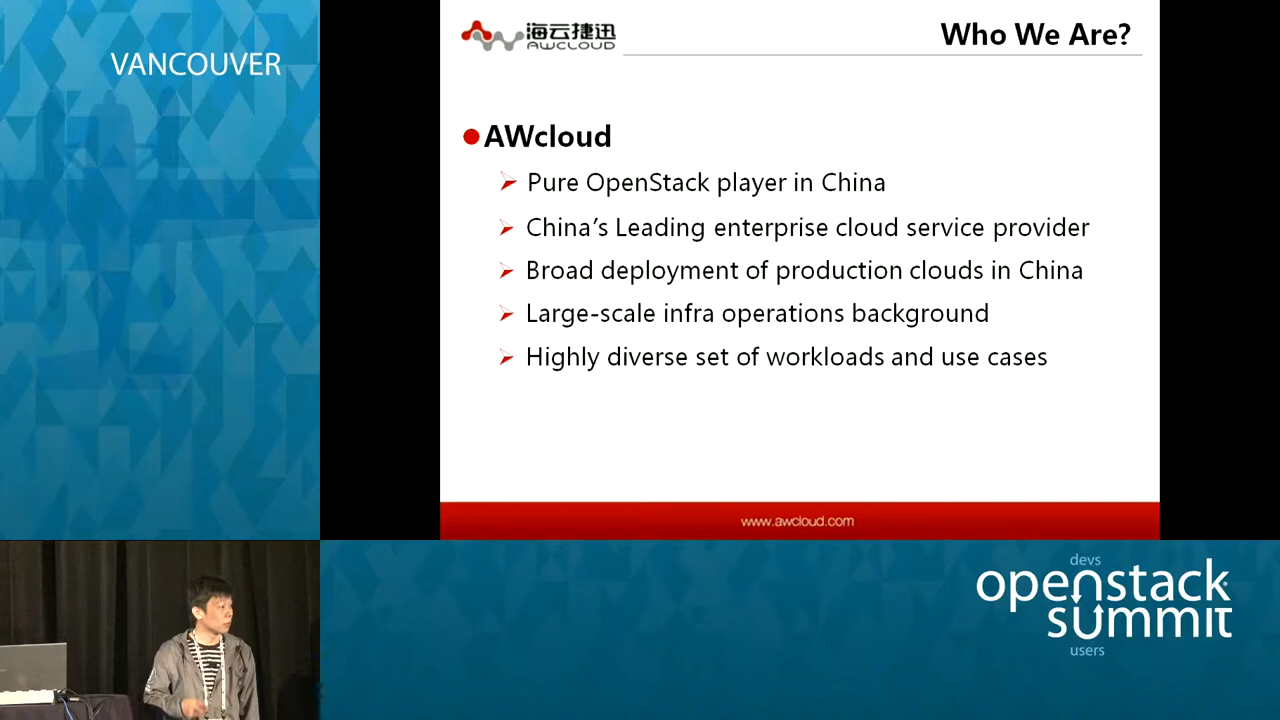 VANCOUVER
海云捷迅
AWCLOUD
Who We Are?
AWcloud
Pure OpenStack player in China
China’s Leading enterprise cloud service provider
Broad deployment of production clouds in China
Large-scale infra operations background
Highly diverse set of workloads and use cases
www.awcloud.com
devs
openstack
summit
users